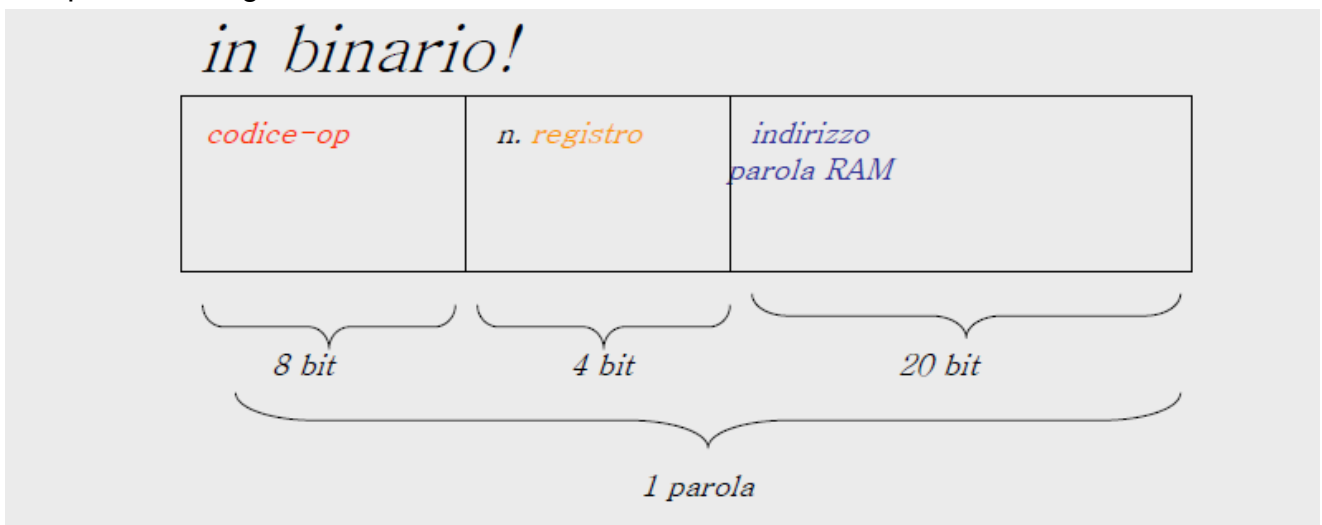 in binario!
codice-op
n. registro
indirizzo
parola RAM
8 bit
4 bit
20 bit
1 parola